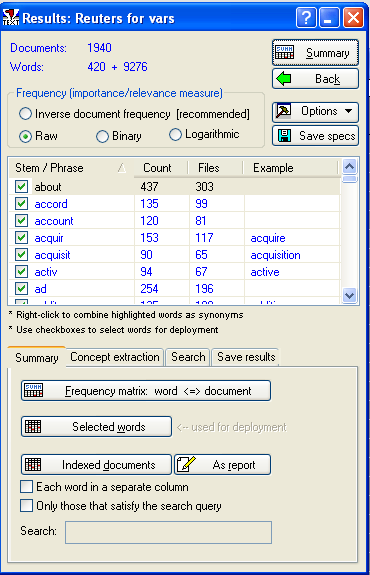 Results: Reuters for vars
Documents: 1940
Words: 420 + 9276
Summary
Back
Frequency (importance/relevance measure)
Inverse document frequency [recommended]
Raw
Binary
Logarithmic
Options
Save specs
Stem / Phrase Count Files Example
about 437 303
accord 135 99
account 120 81
acquir 153 117 acquire
acquisit 90 65 acquisition
activ 94 67 active
ad 254 196
* Right-click to combine highlighted words as synonyms
* Use checkboxes to select words for deployment
Summary Concept extraction Search Save results
Frequency matrix: word <=> document
Selected words <-- used for deployment
Indexed documents As report
Each word in a separate column
Only those that satisfy the search query
Search: